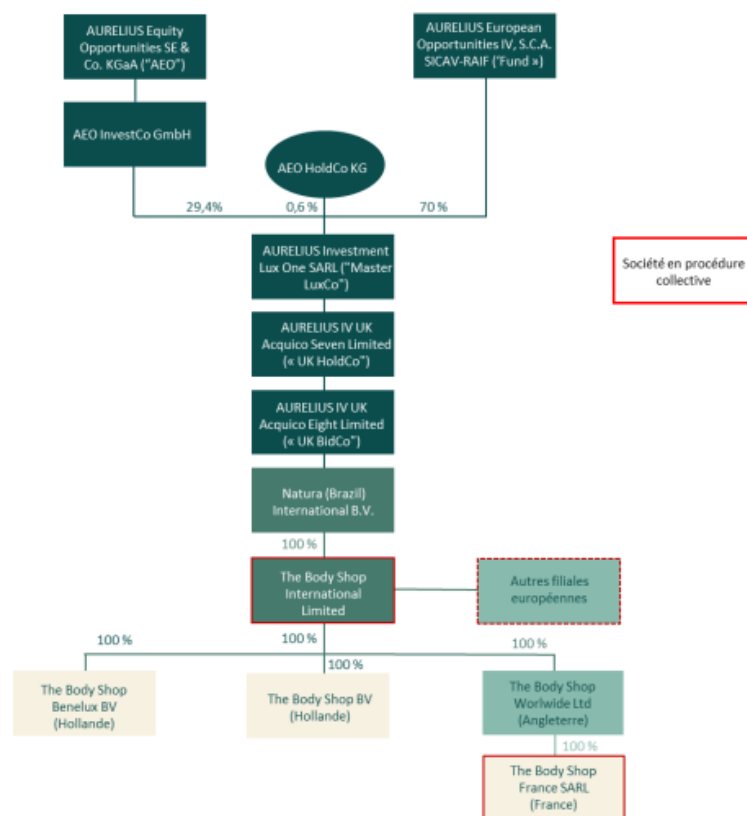 AURELIUS Equity
Opportunities SE &
Co. KGaA ("AEO")
AURELIUS European
Opportunities IV, S.C.A.
SICAV-RAIF ('Fund »)
AEO InvestCo GmbH
AEO HoldCo KG
29,4%
0,6 %
70 %
AURELIUS Investment
Lux One SARL ("Master
LuxCo")
Société en procédure
collective
AURELIUS IV UK
Acquico Seven Limited
(« UK HoldCo")
AURELIUS IV UK
Acquico Eight Limited
(« UK BidCo")
Natura (Brazil)
International B.V.
100 %
The Body Shop
International
Limited
Autres filiales
européennes
100 %
100 %
100 %
100 %
The Body Shop
Benelux BV
(Hollande)
The Body Shop BV
(Hollande)
The Body Shop
Worlwide Ltd
(Angleterre)
100 %
The Body Shop
France SARL
(France)